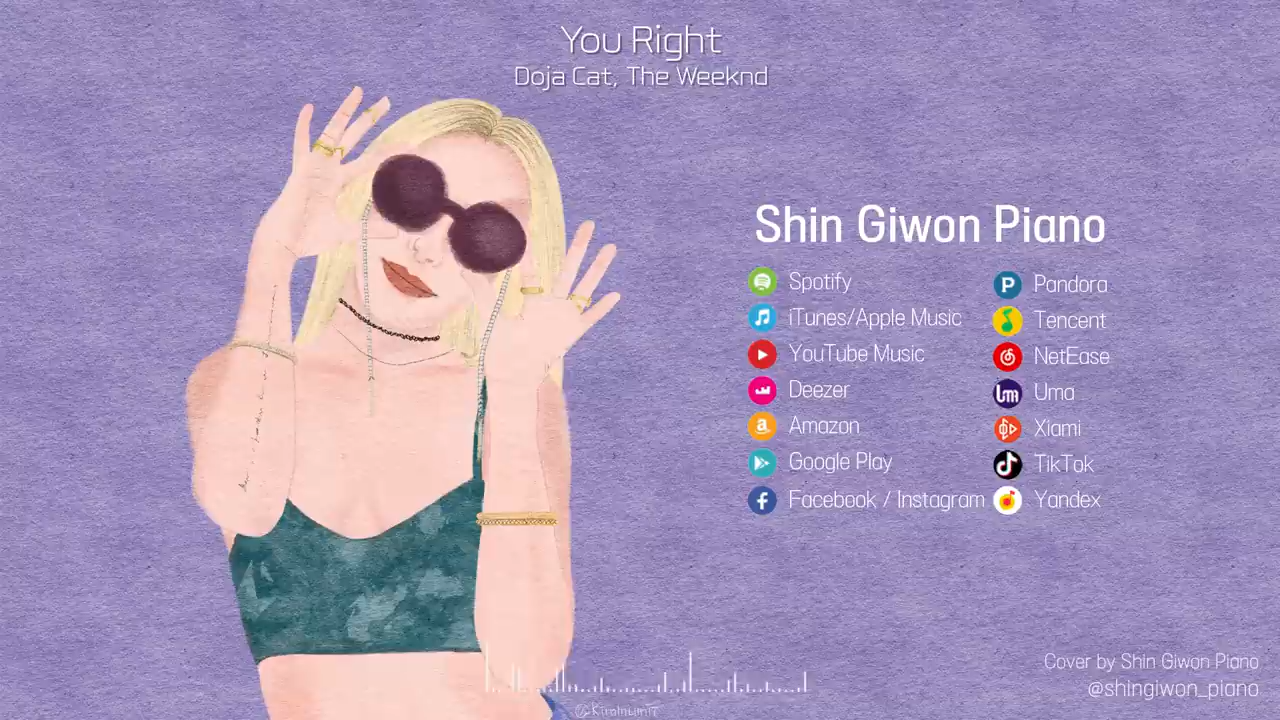 You Right
Doja Cat, The Weeknd
Shin Giwon Piano
Spotify
iTunes/Apple Music
YouTube Music
Deezer
Amazon
Google Play
Facebook / Instagram
Pandora
Tencent
NetEase
Uma
Xiami
TikTok
Yandex
Cover by Shin Giwon Piano
@shingiwon_piano